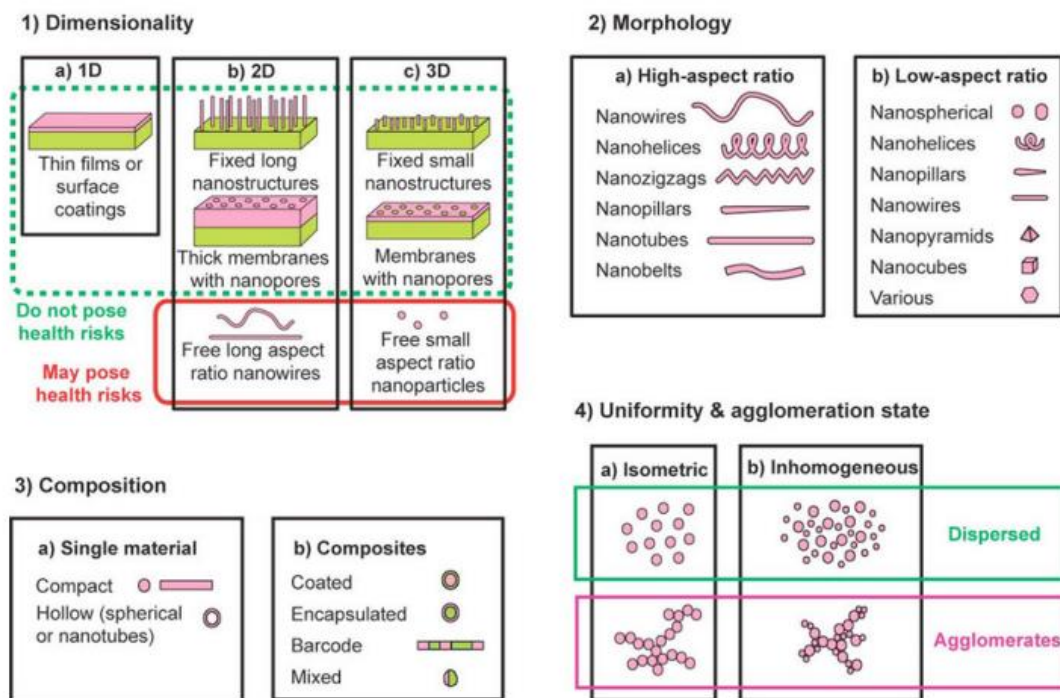 1) Dimensionality
a) 1D
Thin films or
surface
coatings
b) 2D
Fixed long
nanostructures
Thick membranes
with nanopores
Free long aspect
ratio nanowires
c) 3D
Fixed small
nanostructures
Membranes
with nanopores
Free small
aspect ratio
nanoparticles
Do not pose
health risks
May pose
health risks
2) Morphology
a) High-aspect ratio
Nanowires
Nanohelices
Nanozigzags
Nanopillars
Nanotubes
Nanobelts
b) Low-aspect ratio
Nanospherical
Nanohelices
Nanopillars
Nanowires
Nanopyramids
Nanocubes
Various
3) Composition
a) Single material
Compact
Hollow (spherical
or nanotubes)
b) Composites
Coated
Encapsulated
Barcode
Mixed
4) Uniformity & agglomeration state
a) Isometric
b) Inhomogeneous
Dispersed
Agglomerates